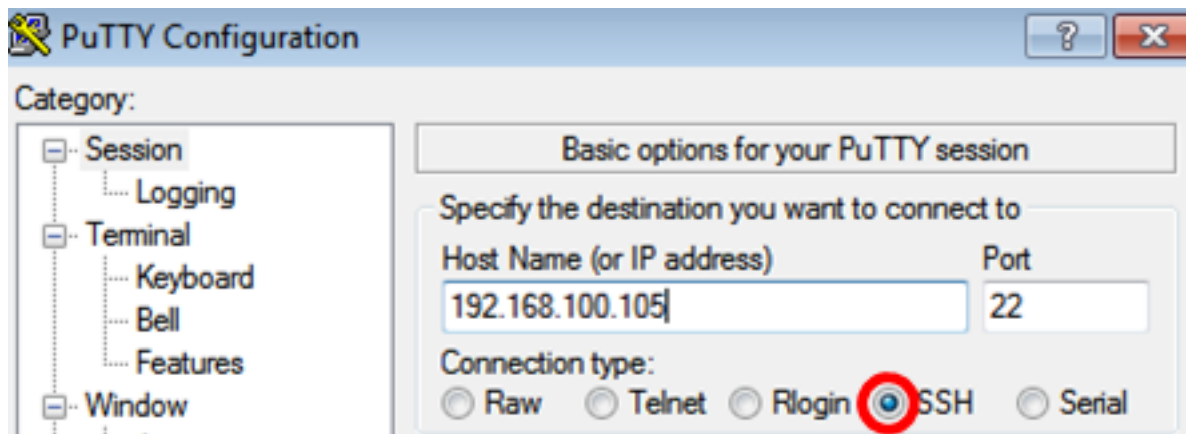 PuTTY Configuration
Category:
Session
Logging
Terminal
Keyboard
Bell
Features
Window
Basic options for your PuTTY session
Specify the destination you want to connect to
Host Name (or IP address) Port
192.168.100.105 22
Connection type:
Raw Telnet Rlogin SSH Serial